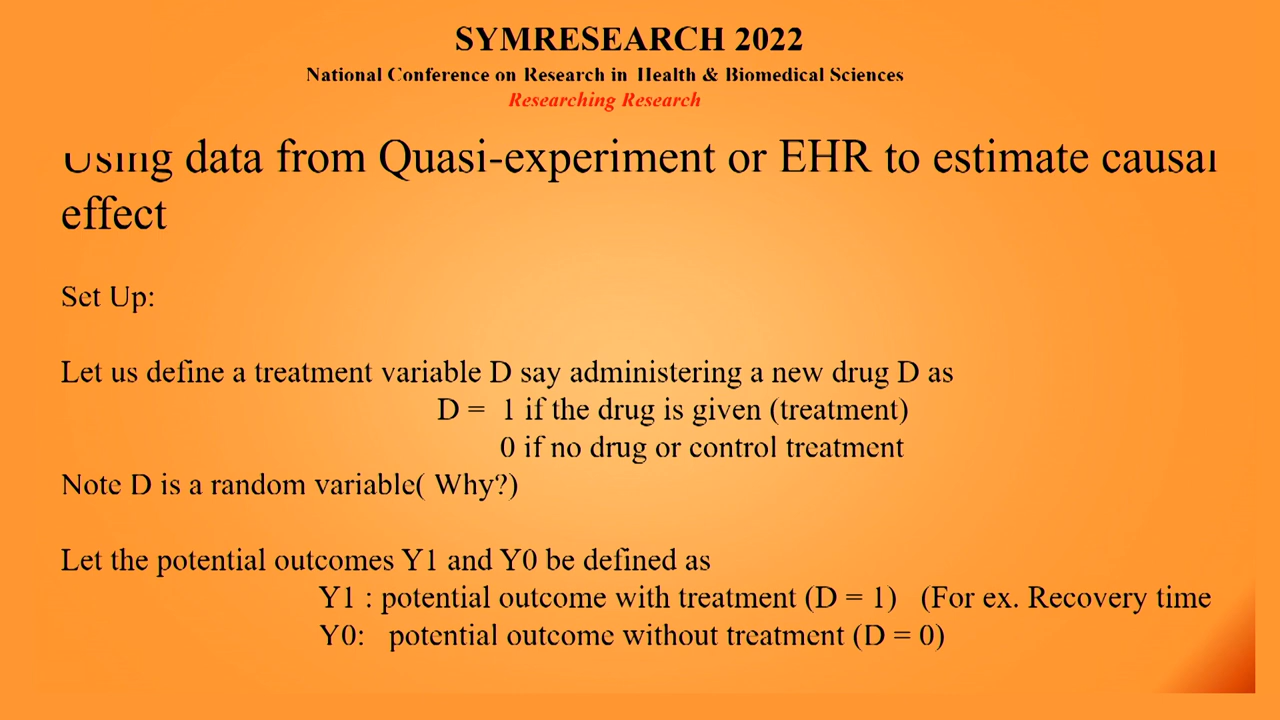 SYMRESEARCH 2022
National Conference on Research in Health & Biomedical Sciences
Researching Research
Using data from Quasi-experiment or EHR to estimate causal
effect
Set Up:
Let us define a treatment variable D say administering a new drug D as
D = 1 if the drug is given (treatment)
0 if no drug or control treatment
Note D is a random variable( Why?)
Let the potential outcomes Y1 and Y0 be defined as
Y1 : potential outcome with treatment (D = 1) (For ex. Recovery time
Y0: potential outcome without treatment (D = 0)